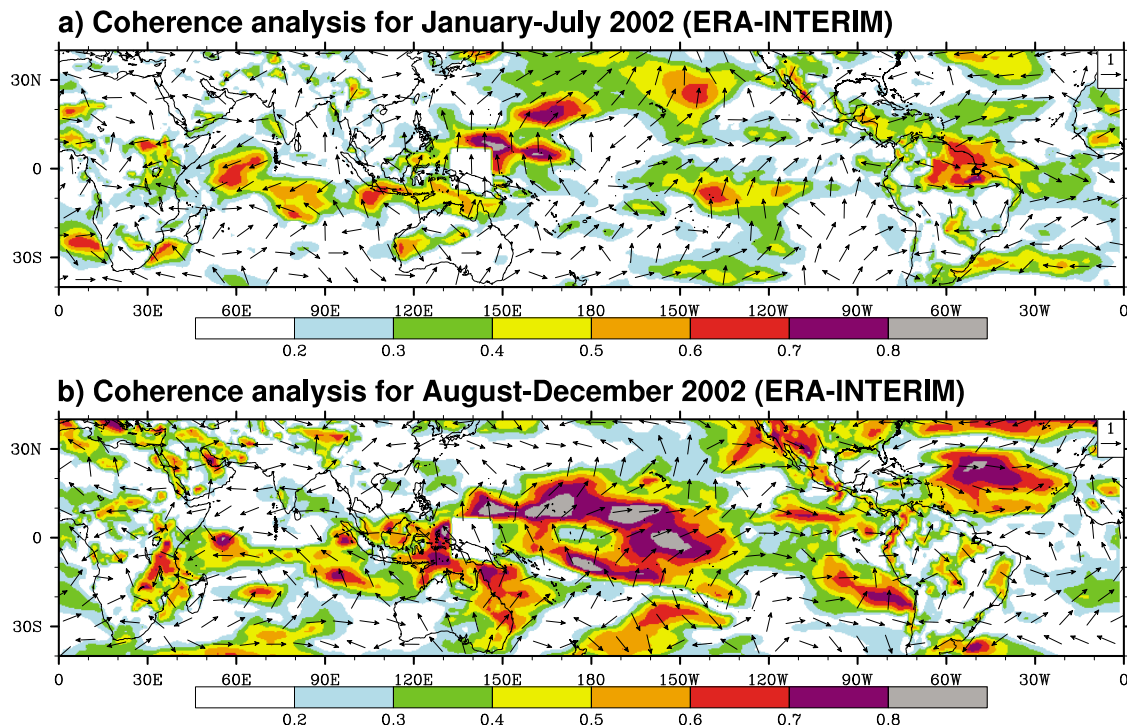 a) Coherence analysis for January-July 2002 (ERA-INTERIM)
1
30N
0
30S
0 30E 60E 90E 120E 150E 180 150W 120W 90W 60W 30W 0
0.2 0.3 0.4 0.5 0.6 0.7 0.8
b) Coherence analysis for August-December 2002 (ERA-INTERIM)
1
30N
0
30S
0 30E 60E 90E 120E 150E 180 150W 120W 90W 60W 30W 0
0.2 0.3 0.4 0.5 0.6 0.7 0.8